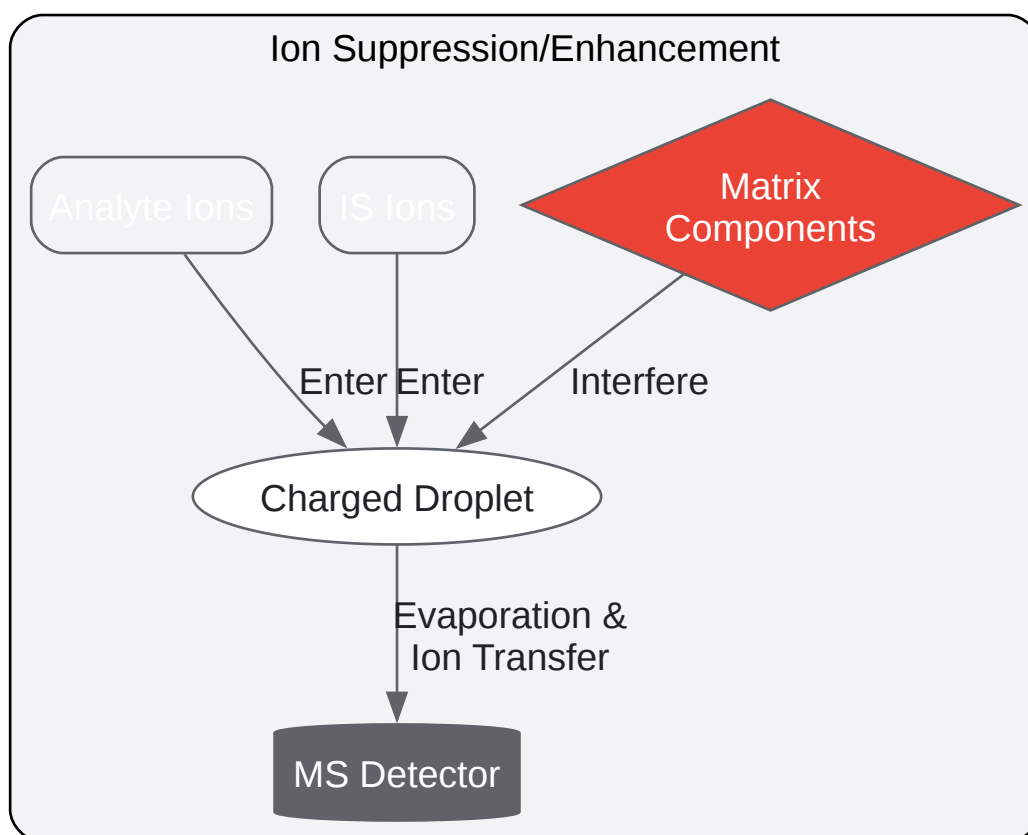 Ion Suppression/Enhancement
Analyte Ions
IS Ions
Matrix
Components
Enter
Enter
Interfere
Charged Droplet
Evaporation &
Ion Transfer
MS Detector